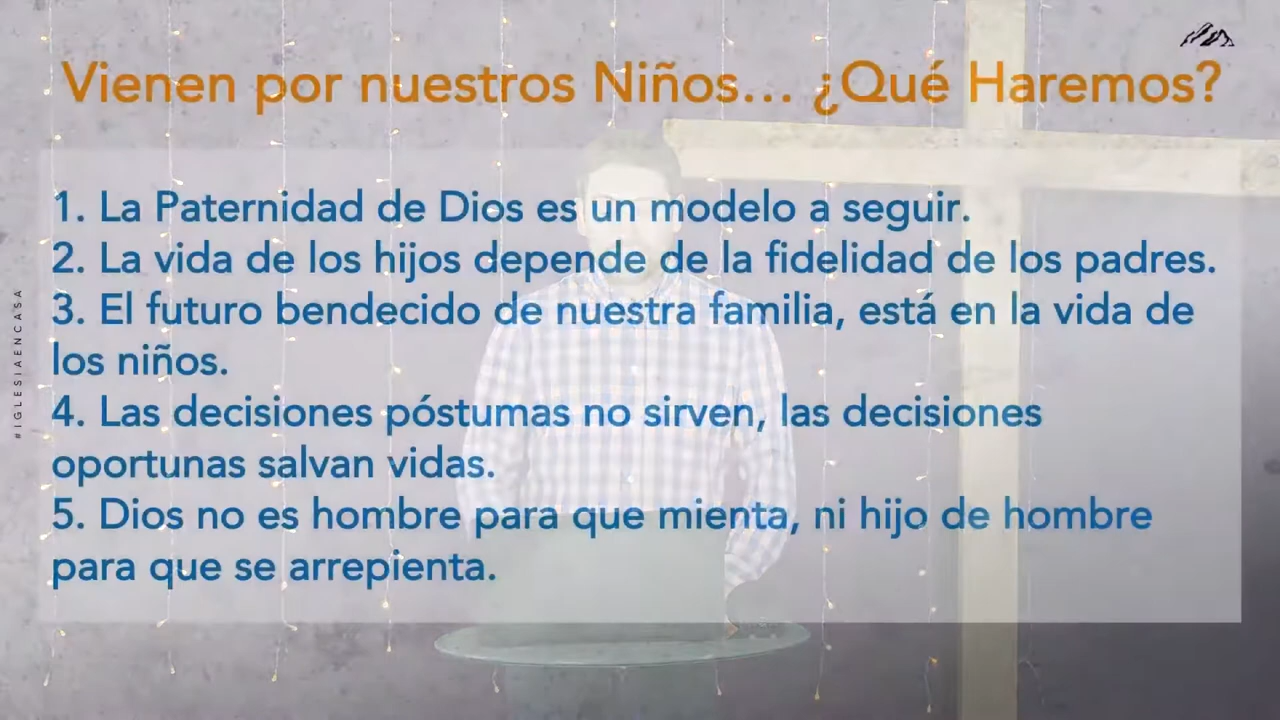 Vienen por nuestros Niños... ¿Qué Haremos?
1. La Paternidad de Dios es un modelo a seguir.
2. La vida de los hijos depende de la fidelidad de los padres.
3. El futuro bendecido de nuestra familia, está en la vida de
los niños.
4. Las decisiones póstumas no sirven, las decisiones
oportunas salvan vidas.
5. Dios no es hombre para que mienta, ni hijo de hombre
para que se arrepienta.
#IGLESIAENCASA